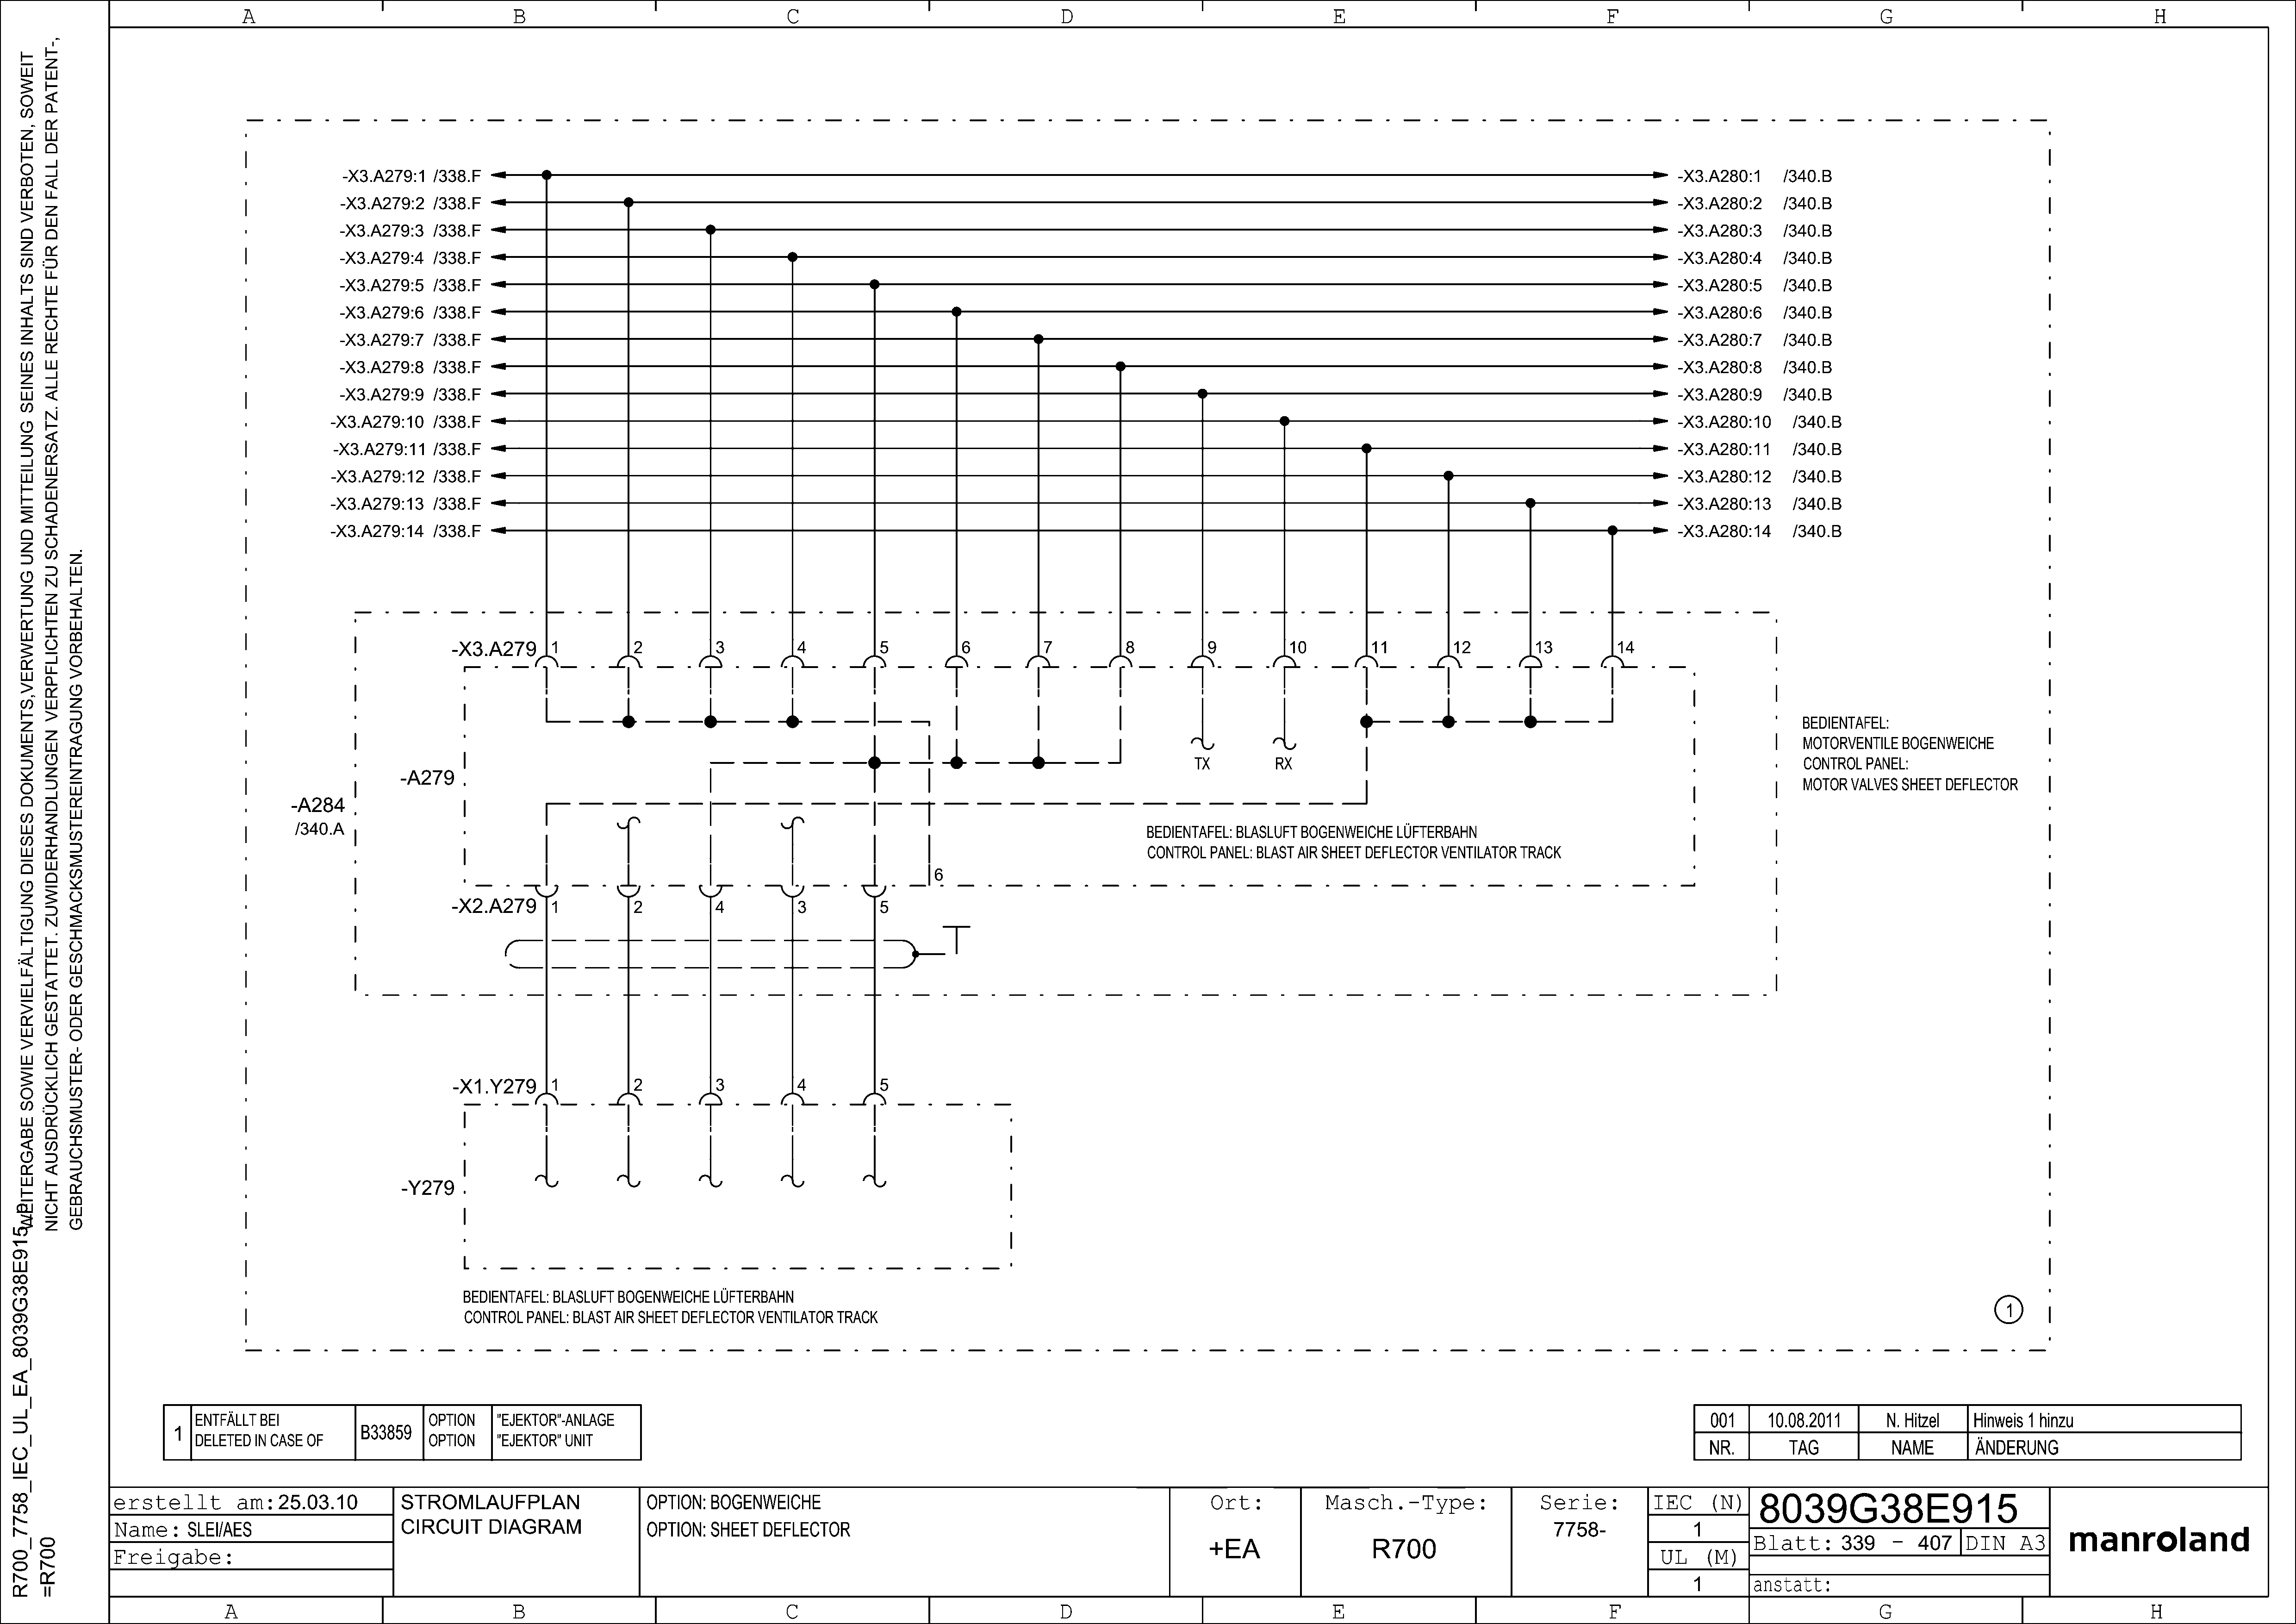 A B C D E F G H
WEITERGABE SOWIE VERVIELFÄLTIGUNG DIESES DOKUMENTS,VERWERTUNG UND MITTEILUNG SEINES INHALTS SIND VERBOTEN, SOWEIT
NICHT AUSDRÜCKLICH GESTATTET. ZUWIDERHANDLUNGEN VERPFLICHTEN ZU SCHADENERSATZ. ALLE RECHTE FÜR DEN FALL DER PATENT-,
GEBRAUCHSMUSTER- ODER GESCHMACKSMUSTEREINTRAGUNG VORBEHALTEN.
-X3.A279:1 /338.F -X3.A280:1 /340.B
-X3.A279:2 /338.F -X3.A280:2 /340.B
-X3.A279:3 /338.F -X3.A280:3 /340.B
-X3.A279:4 /338.F -X3.A280:4 /340.B
-X3.A279:5 /338.F -X3.A280:5 /340.B
-X3.A279:6 /338.F -X3.A280:6 /340.B
-X3.A279:7 /338.F -X3.A280:7 /340.B
-X3.A279:8 /338.F -X3.A280:8 /340.B
-X3.A279:9 /338.F -X3.A280:9 /340.B
-X3.A279:10 /338.F -X3.A280:10 /340.B
-X3.A279:11 /338.F -X3.A280:11 /340.B
-X3.A279:12 /338.F -X3.A280:12 /340.B
-X3.A279:13 /338.F -X3.A280:13 /340.B
-X3.A279:14 /338.F -X3.A280:14 /340.B
-X3.A279 1 2 3 4 5 6 7 8 9 10 11 12 13 14
BEDIENTAFEL:
MOTORVENTILE BOGENWEICHE
CONTROL PANEL:
MOTOR VALVES SHEET DEFLECTOR
TX RX
-A279
-A284
/340.A
BEDIENTAFEL: BLASLUFT BOGENWEICHE LÜFTERBAHN
CONTROL PANEL: BLAST AIR SHEET DEFLECTOR VENTILATOR TRACK
6
-X2.A279 1 2 4 3 5
-X1.Y279 1 2 3 4 5
-Y279
BEDIENTAFEL: BLASLUFT BOGENWEICHE LÜFTERBAHN
CONTROL PANEL: BLAST AIR SHEET DEFLECTOR VENTILATOR TRACK
1
1 ENTFÄLLT BEI B33859 OPTION "EJEKTOR"-ANLAGE
DELETED IN CASE OF OPTION "EJEKTOR" UNIT
001 10.08.2011 N. Hitzel Hinweis 1 hinzu
NR. TAG NAME ÄNDERUNG
erstellt am: 25.03.10
Name: SLEI/AES
Freigabe:
STROMLAUFPLAN
CIRCUIT DIAGRAM
OPTION: BOGENWEICHE
OPTION: SHEET DEFLECTOR
Ort:
+EA
Masch.-Type:
R700
Serie:
7758-
IEC (N)
1
UL (M)
1
8039G38E915
Blatt: 339 - 407 DIN A3
anstatt:
manroland
=R700
A B C D E F G H